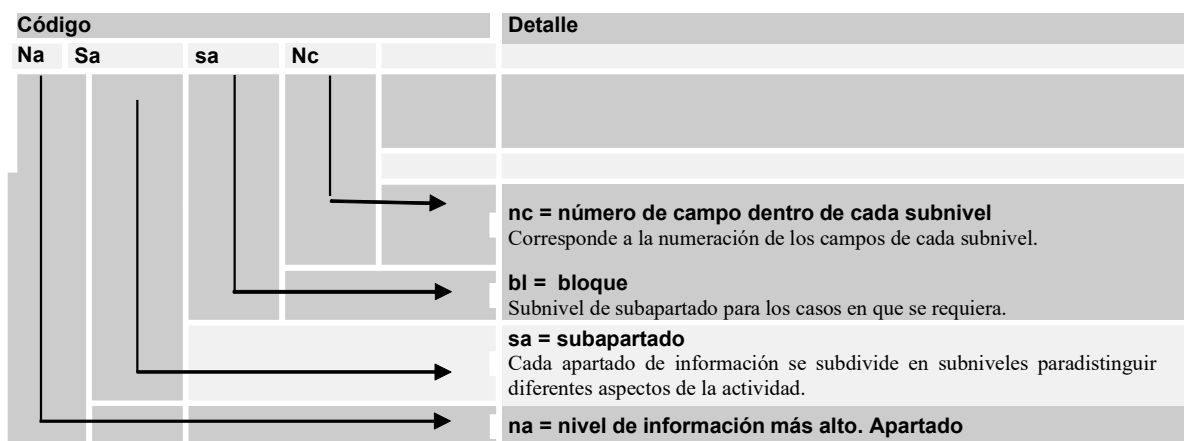 Código Detalle
Na Sa sa Nc
nc = número de campo dentro de cada subnivel
Corresponde a la numeración de los campos de cada subnivel.
bl = bloque
Subnivel de subapartado para los casos en que se requiera.
sa = subapartado
Cada apartado de información se subdivide en subniveles paradistinguir
diferentes aspectos de la actividad.
na = nivel de información más alto. Apartado